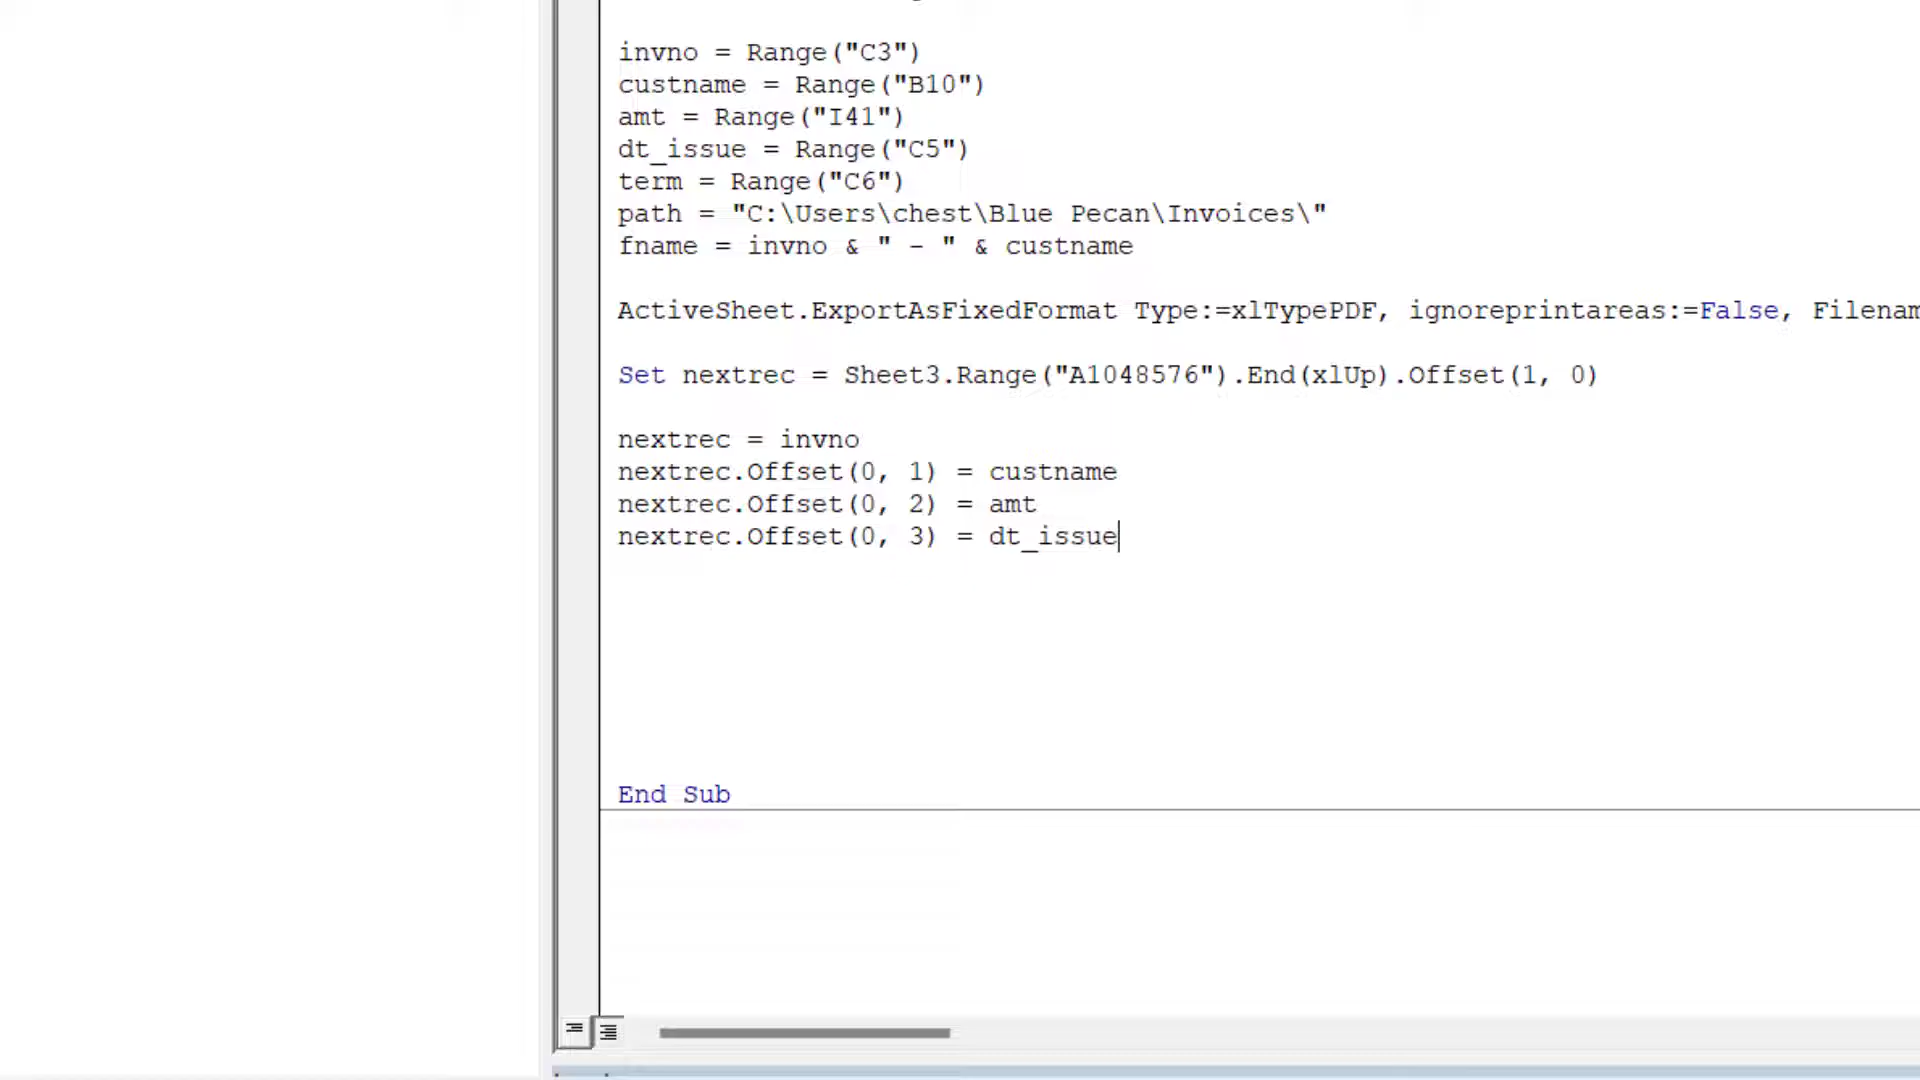 invno = Range("C3")
custname = Range("B10")
amt = Range("I41")
dt_issue = Range("C5")
term = Range("C6")
path = "C:\Users\chest\Blue Pecan\Invoices\"
fname = invno & " - " & custname
ActiveSheet.ExportAsFixedFormat Type:=xlTypePDF, ignoreprintareas:=False, Filenam
Set nextrec = Sheet3.Range("A1048576").End(xlUp).Offset(1, 0)
nextrec = invno
nextrec.Offset(0, 1) = custname
nextrec.Offset(0, 2) = amt
nextrec.Offset(0, 3) = dt_issue
End Sub